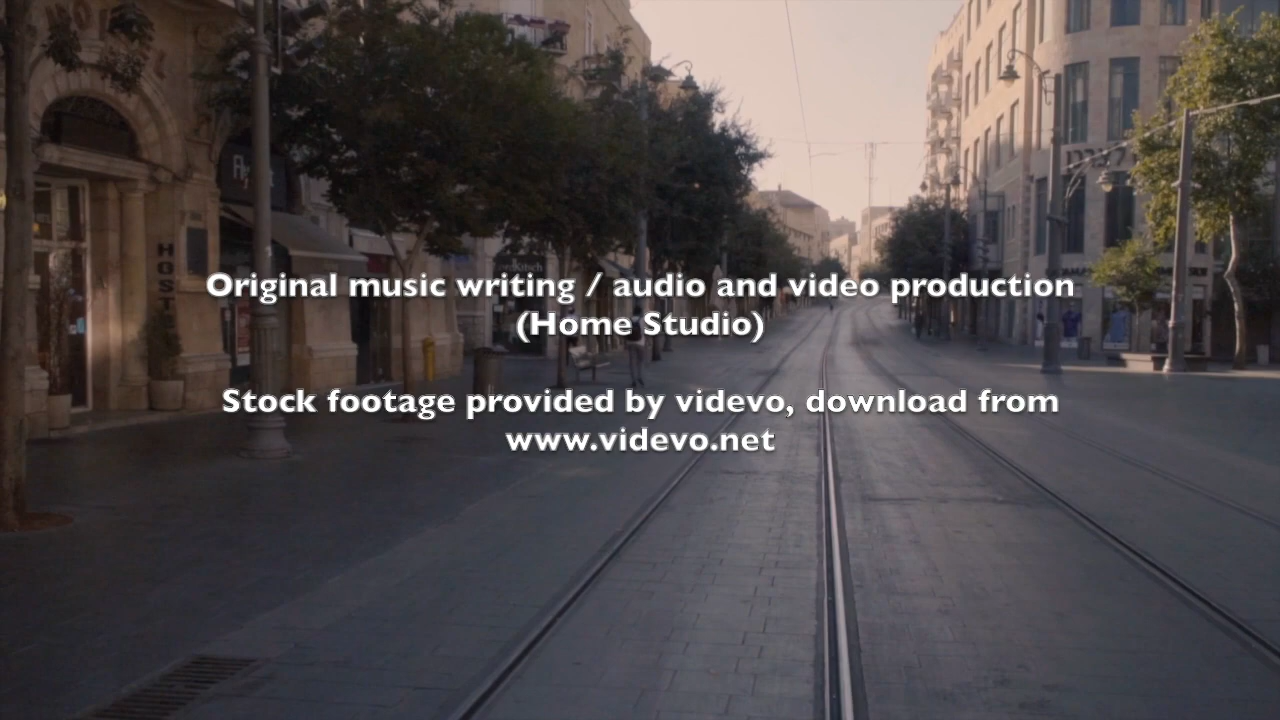 Original music writing / audio and video production
(Home Studio)
Stock footage provided by videvo, download from
www.videvo.net
HOSTEL